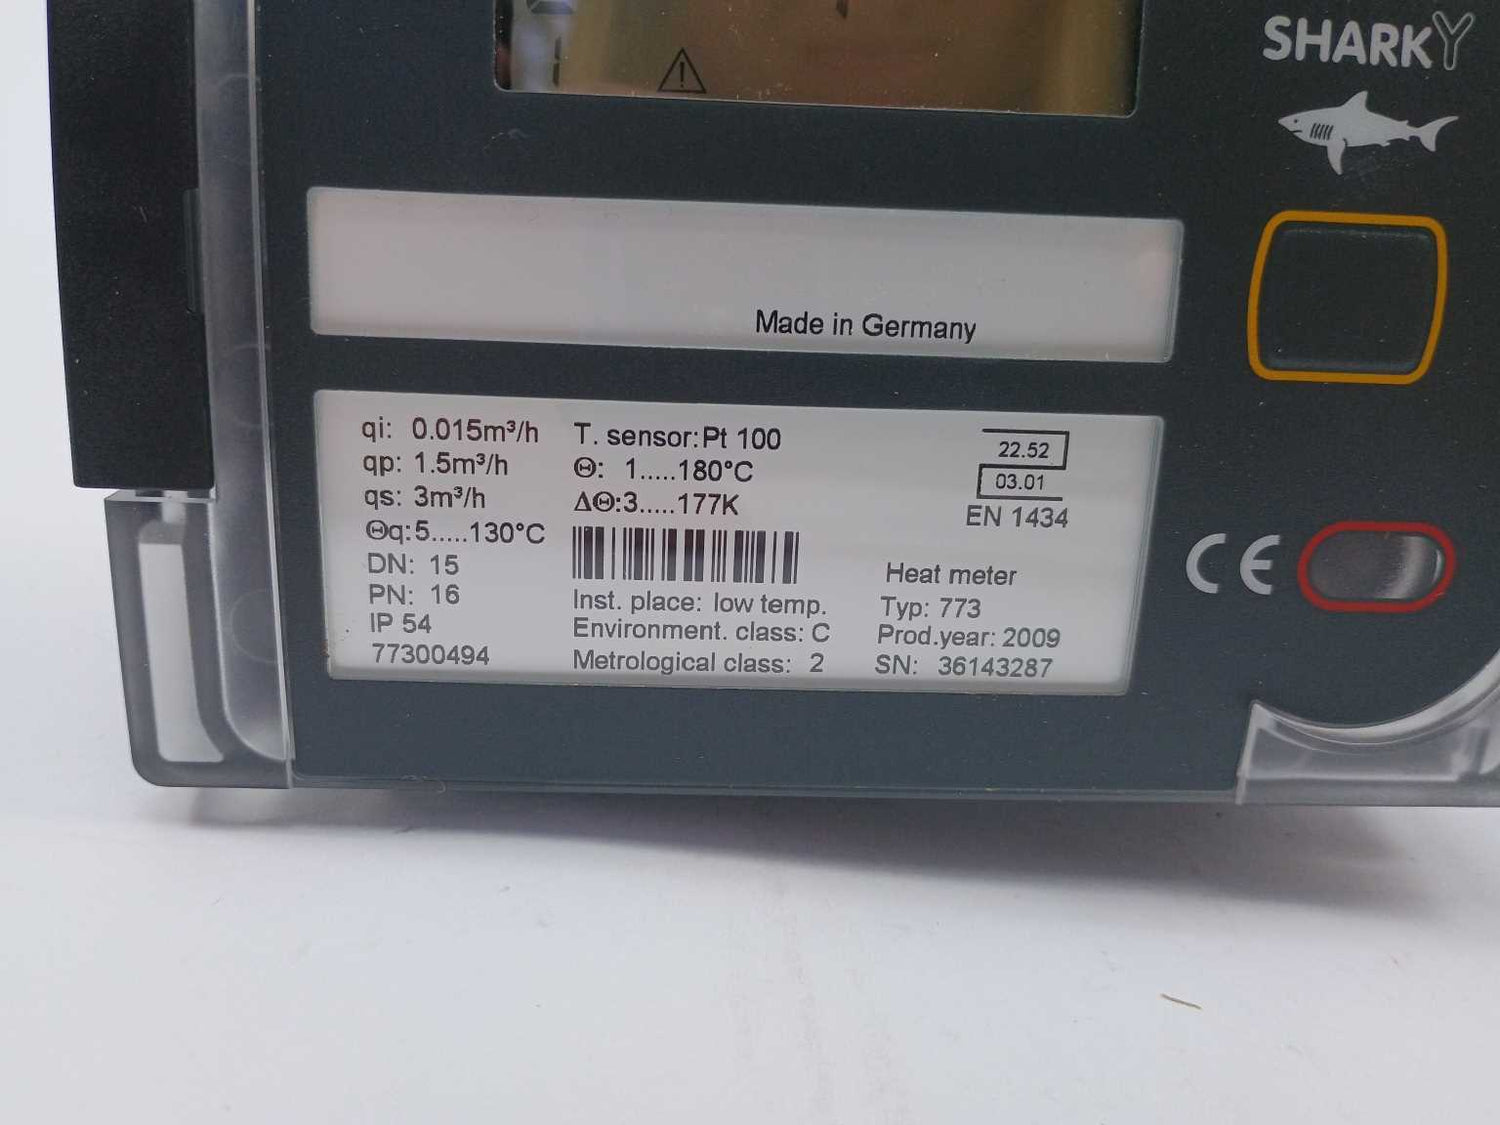 SHARKY
Made in Germany
qi: 0.015m³/h
qp: 1.5m³/h
qs: 3m³/h
Θq:5.....130°C
DN: 15
PN: 16
IP 54
77300494
T. sensor:Pt 100
Θ: 1.....180°C
ΔΘ:3.....177K
Inst. place: low temp.
Environment. class: C
Metrological class: 2
22.52
03.01
EN 1434
Heat meter
Typ: 773
Prod.year: 2009
SN: 36143287
CE